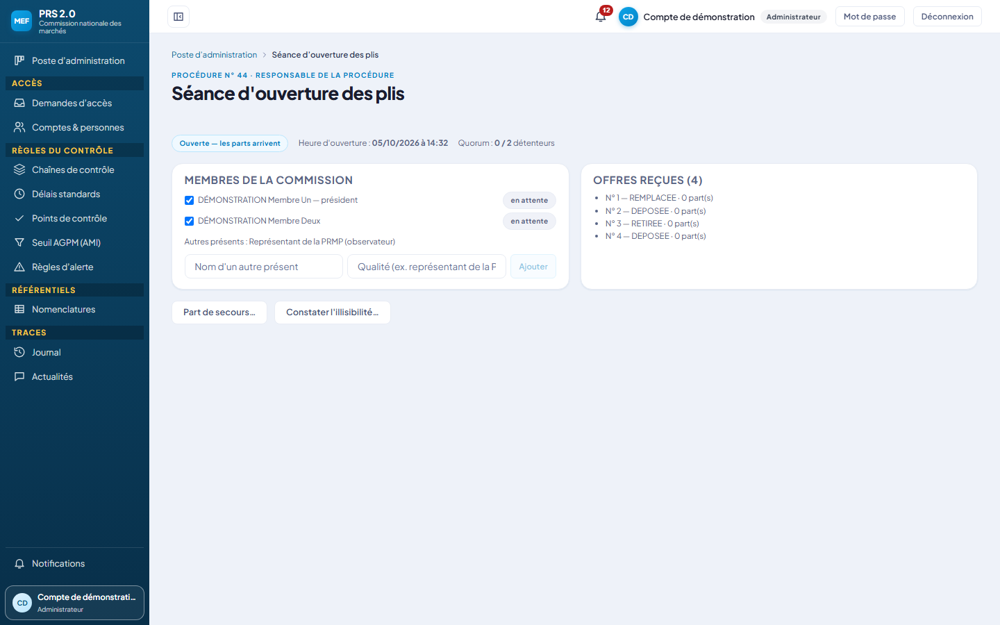 MEF
PRS 2.0
Commission nationale des
marchés
Poste d'administration
ACCÈS
Demandes d'accès
Comptes & personnes
RÈGLES DU CONTRÔLE
Chaînes de contrôle
Délais standards
Points de contrôle
Seuil AGPM (AMI)
Règles d'alerte
RÉFÉRENTIELS
Nomenclatures
TRACES
Journal
Actualités
Notifications
CD
Compte de démonstrati...
Administrateur
12
CD
Compte de démonstration
Administrateur
Mot de passe
Déconnexion
Poste d'administration > Séance d'ouverture des plis
PROCÉDURE N° 44 · RESPONSABLE DE LA PROCÉDURE
Séance d'ouverture des plis
Ouverte — les parts arrivent
Heure d'ouverture : 05/10/2026 à 14:32
Quorum : 0 / 2 détenteurs
MEMBRES DE LA COMMISSION
DÉMONSTRATION Membre Un — président
en attente
DÉMONSTRATION Membre Deux
en attente
Autres présents : Représentant de la PRMP (observateur)
Nom d'un autre présent
Qualité (ex. représentant de la P
Ajouter
OFFRES REÇUES (4)
N° 1 — REMPLACEE · 0 part(s)
N° 2 — DEPOSEE · 0 part(s)
N° 3 — RETIREE · 0 part(s)
N° 4 — DEPOSEE · 0 part(s)
Part de secours...
Constater l'illisibilité...